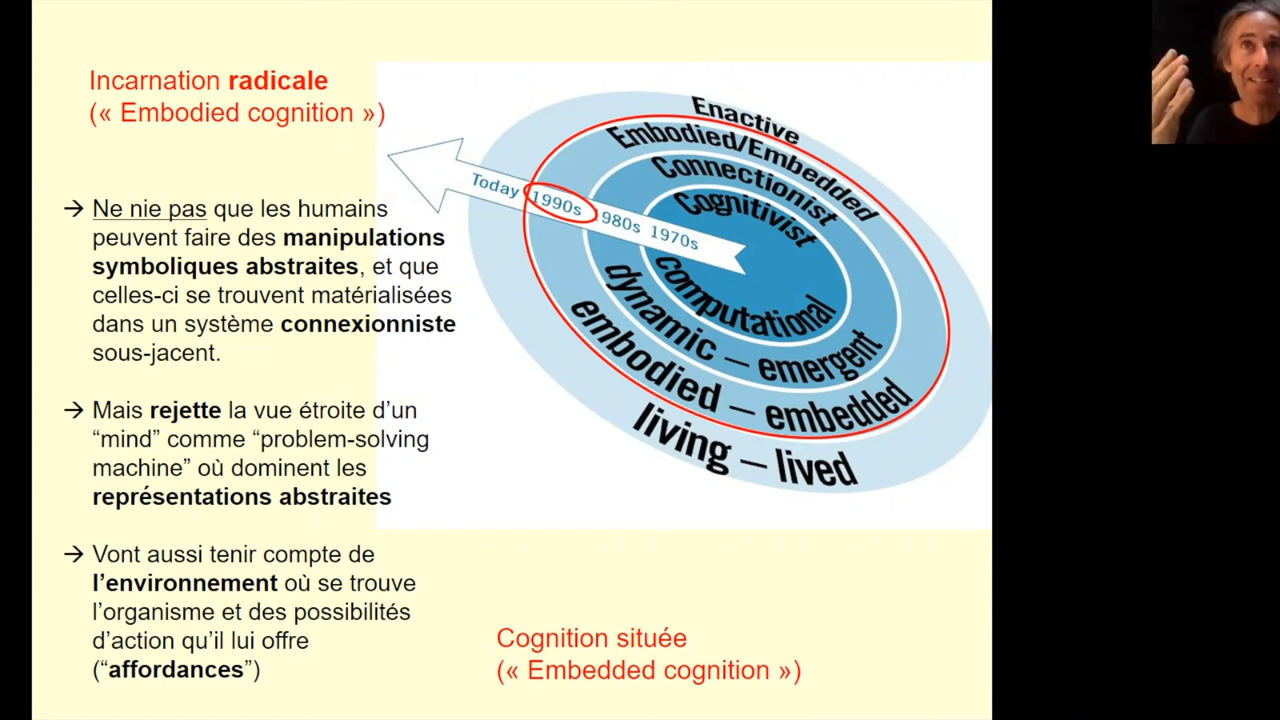 Incarnation radicale
(« Embodied cognition »)
→ Ne nie pas que les humains
peuvent faire des manipulations
symboliques abstraites, et que
celles-ci se trouvent matérialisées
dans un système connexionniste
sous-jacent.
→ Mais rejette la vue étroite d’un
“mind” comme “problem-solving
machine” où dominent les
représentations abstraites
→ Vont aussi tenir compte de
l’environnement où se trouve
l’organisme et des possibilités
d’action qu’il lui offre
(“affordances”)
Enactive
Embodied/Embedded
Connectionist
Cognitivist
Today 1990s 980s 1970s
computational
dynamic – emergent
embodied – embedded
living – lived
Cognition située
(« Embedded cognition »)